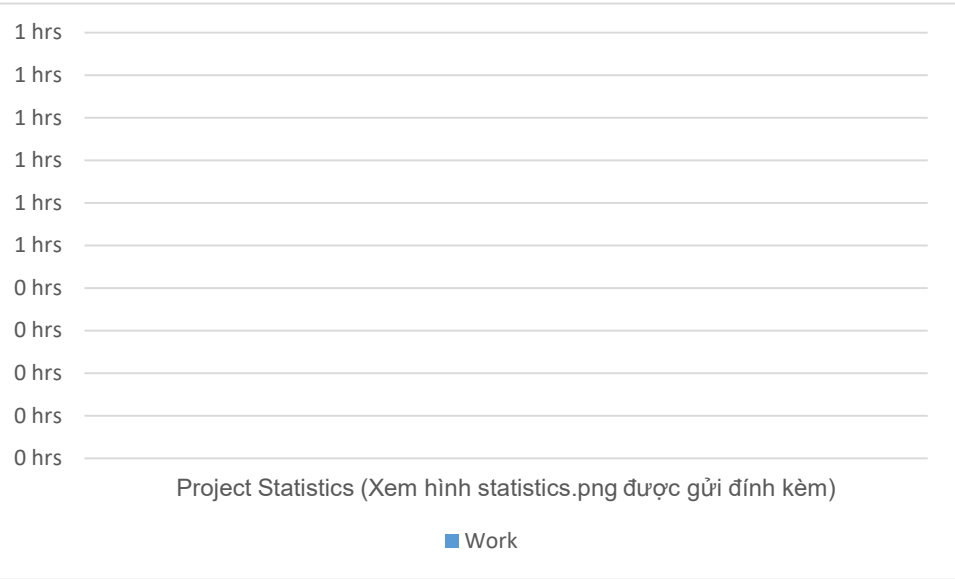 1 hrs
1 hrs
1 hrs
1 hrs
1 hrs
1 hrs
0 hrs
0 hrs
0 hrs
0 hrs
0 hrs
Project Statistics (Xem hình statistics.png được gửi đính kèm)
Work